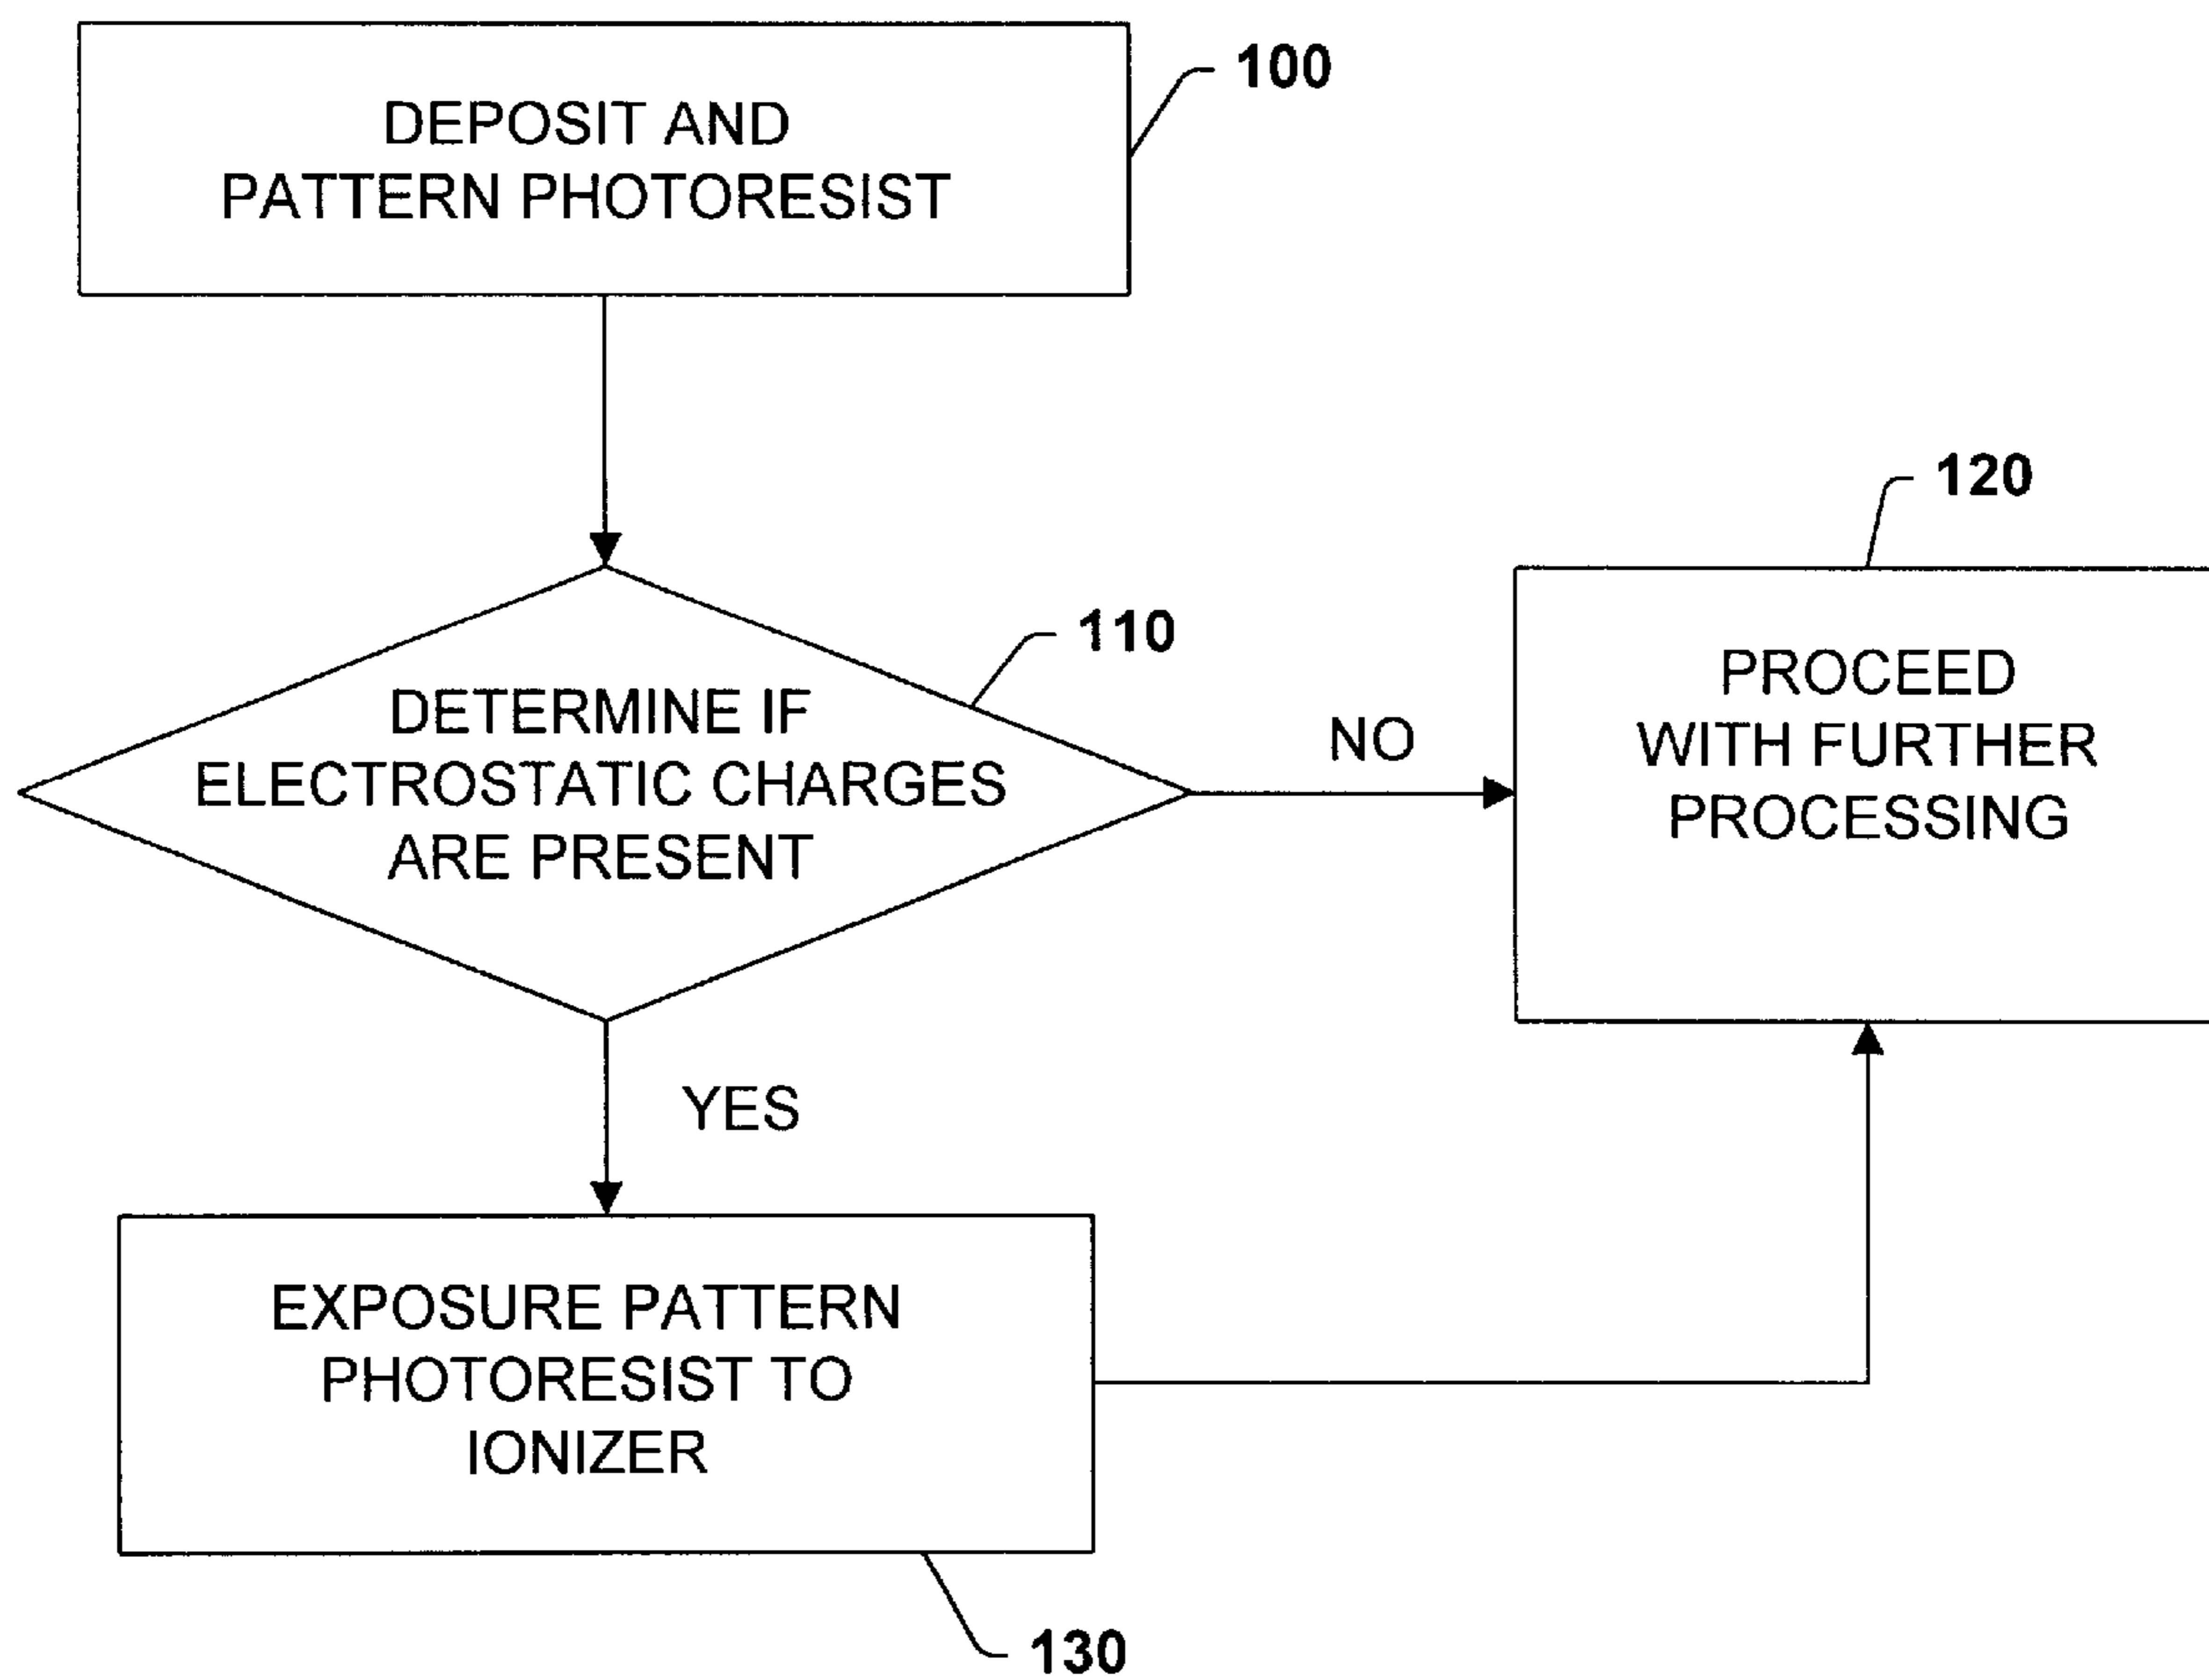 100
DEPOSIT AND
PATTERN PHOTORESIST
110
DETERMINE IF
ELECTROSTATIC CHARGES
ARE PRESENT
NO
120
PROCEED
WITH FURTHER
PROCESSING
YES
EXPOSURE PATTERN
PHOTORESIST TO
IONIZER
130